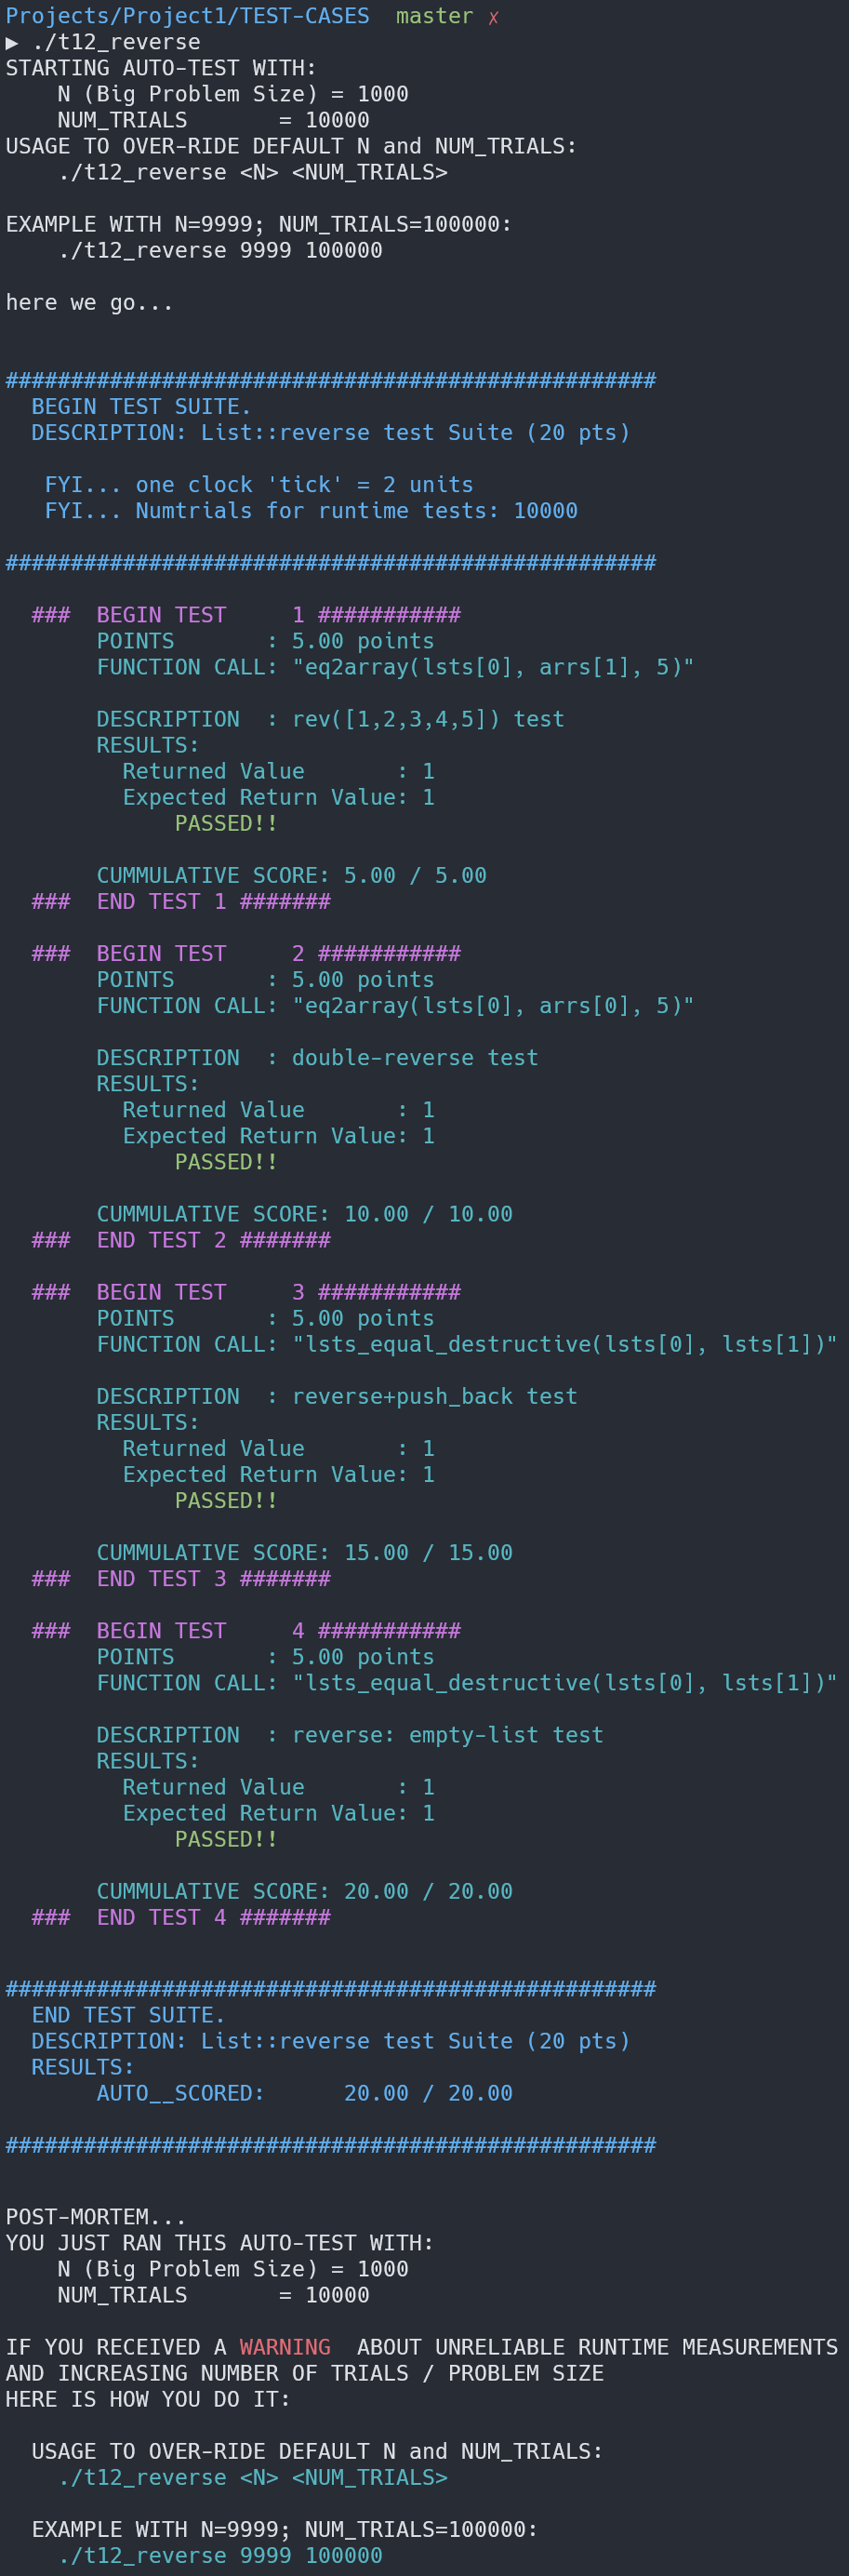 Projects/Project1/TEST-CASES  master ✗
▶ ./t12_reverse
STARTING AUTO-TEST WITH:
    N (Big Problem Size) = 1000
    NUM_TRIALS       = 10000
USAGE TO OVER-RIDE DEFAULT N and NUM_TRIALS:
    ./t12_reverse <N> <NUM_TRIALS>

EXAMPLE WITH N=9999; NUM_TRIALS=100000:
    ./t12_reverse 9999 100000

here we go...


##################################################
  BEGIN TEST SUITE.
  DESCRIPTION: List::reverse test Suite (20 pts)

   FYI... one clock 'tick' = 2 units
   FYI... Numtrials for runtime tests: 10000

##################################################

  ###  BEGIN TEST     1 ###########
       POINTS       : 5.00 points
       FUNCTION CALL: "eq2array(lsts[0], arrs[1], 5)"

       DESCRIPTION  : rev([1,2,3,4,5]) test
       RESULTS:
         Returned Value       : 1
         Expected Return Value: 1
             PASSED!!

       CUMMULATIVE SCORE: 5.00 / 5.00
  ###  END TEST 1 #######

  ###  BEGIN TEST     2 ###########
       POINTS       : 5.00 points
       FUNCTION CALL: "eq2array(lsts[0], arrs[0], 5)"

       DESCRIPTION  : double-reverse test
       RESULTS:
         Returned Value       : 1
         Expected Return Value: 1
             PASSED!!

       CUMMULATIVE SCORE: 10.00 / 10.00
  ###  END TEST 2 #######

  ###  BEGIN TEST     3 ###########
       POINTS       : 5.00 points
       FUNCTION CALL: "lsts_equal_destructive(lsts[0], lsts[1])"

       DESCRIPTION  : reverse+push_back test
       RESULTS:
         Returned Value       : 1
         Expected Return Value: 1
             PASSED!!

       CUMMULATIVE SCORE: 15.00 / 15.00
  ###  END TEST 3 #######

  ###  BEGIN TEST     4 ###########
       POINTS       : 5.00 points
       FUNCTION CALL: "lsts_equal_destructive(lsts[0], lsts[1])"

       DESCRIPTION  : reverse: empty-list test
       RESULTS:
         Returned Value       : 1
         Expected Return Value: 1
             PASSED!!

       CUMMULATIVE SCORE: 20.00 / 20.00
  ###  END TEST 4 #######


##################################################
  END TEST SUITE.
  DESCRIPTION: List::reverse test Suite (20 pts)
  RESULTS:
       AUTO__SCORED:      20.00 / 20.00

##################################################


POST-MORTEM...
YOU JUST RAN THIS AUTO-TEST WITH:
    N (Big Problem Size) = 1000
    NUM_TRIALS       = 10000

IF YOU RECEIVED A WARNING  ABOUT UNRELIABLE RUNTIME MEASUREMENTS
AND INCREASING NUMBER OF TRIALS / PROBLEM SIZE
HERE IS HOW YOU DO IT:

  USAGE TO OVER-RIDE DEFAULT N and NUM_TRIALS:
    ./t12_reverse <N> <NUM_TRIALS>

  EXAMPLE WITH N=9999; NUM_TRIALS=100000:
    ./t12_reverse 9999 100000